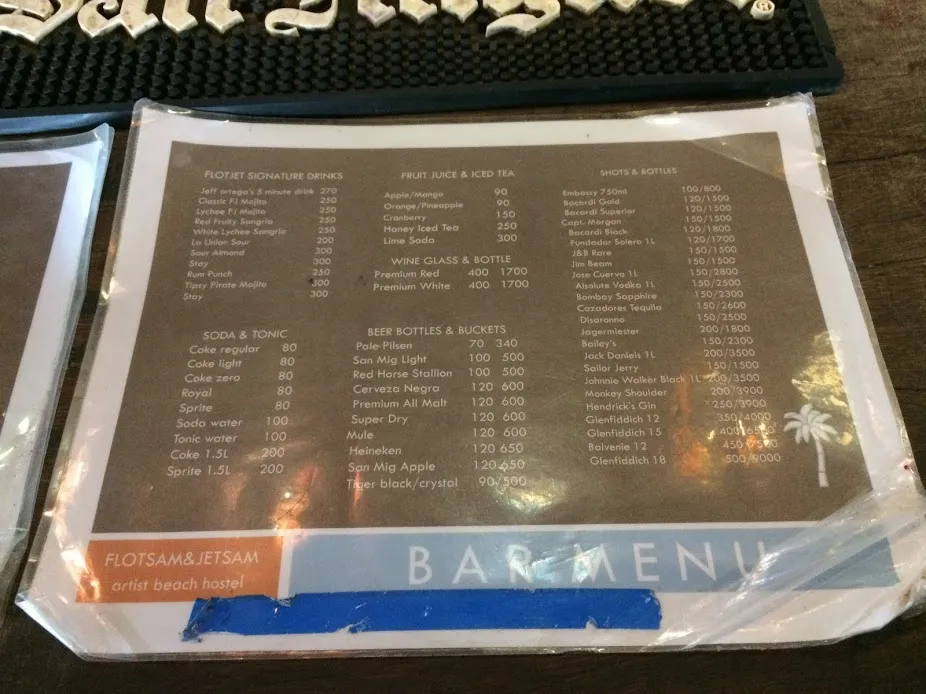 FLOTJET SIGNATURE DRINKS
Jeff ortega's 5 minute drink 270
Classic FJ Mojito 250
Lychee FJ Mojito 250
Red Fruity Sangria 250
White Lychee Sangria 250
La Union Sour 200
Sour Almond 300
Stay 300
Rum Punch 250
Tipsy Pirate Mojito 300
Stay 300
SODA & TONIC
Coke regular 80
Coke light 80
Coke zero 80
Royal 80
Sprite 80
Soda water 100
Tonic water 100
Coke 1.5L 200
Sprite 1.5L 200
FRUIT JUICE & ICED TEA
Apple/Mango 90
Orange/Pineapple 90
Cranberry 150
Honey Iced Tea 250
Lime Soda 300
WINE GLASS & BOTTLE
Premium Red 400 1700
Premium White 400 1700
BEER BOTTLES & BUCKETS
Pale-Pilsen 70 340
San Mig Light 100 500
Red Horse Stallion 100 500
Cerveza Negra 120 600
Premium All Malt 120 600
Super Dry 120 600
Mule 120 600
Heineken 120 650
San Mig Apple 120 650
Tiger black/crystal 90/500
SHOTS & BOTTLES
Embassy 750ml 100/800
Bacardi Gold 120/1500
Bacardi Superior 120/1500
Capt. Morgan 150/1500
Bacardi Black 120/1800
Fundador Solera 1L 120/1700
J&B Rare 150/1500
Jim Beam 150/1500
Jose Cuervo 1L 150/2800
Absolute Vodka 1L 150/2500
Bombay Sapphire 150/2300
Cazadores Tequila 150/2600
Disaronno 150/2500
Jagermiester 200/1800
Bailey's 150/2300
Jack Daniels 1L 200/3500
Sailor Jerry 150/1500
Johnnie Walker Black 1L 200/3500
Monkey Shoulder 200/3900
Hendrick's Gin 250/3900
Glenfiddich 12 350/4000
Glenfiddich 15
Balvenie 12
Glenfiddich 18 500/9000
FLOTSAM&JETSAM
artist beach hostel
BAR MENU